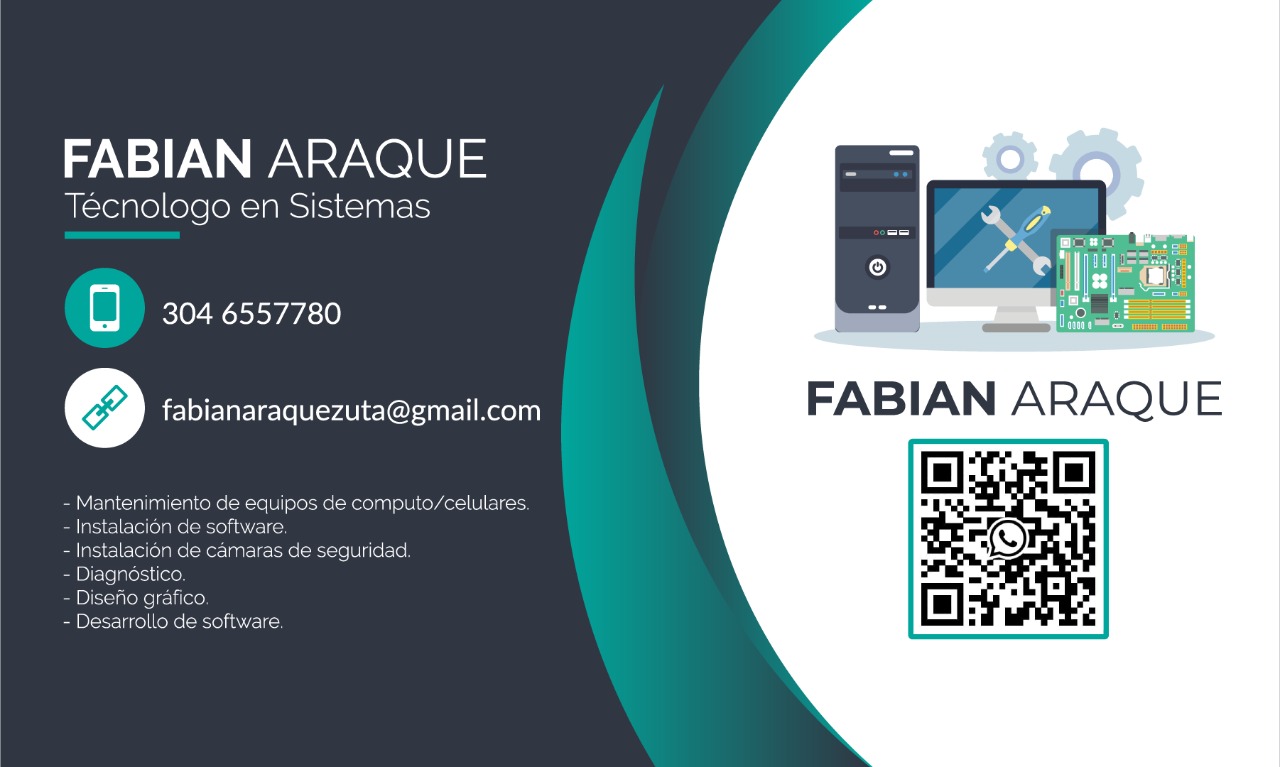 FABIAN ARAQUE
Técnologo en Sistemas
304 6557780
fabianaraquezuta@gmail.com
- Mantenimiento de equipos de computo/celulares.
- Instalación de software.
- Instalación de cámaras de seguridad.
- Diagnóstico.
- Diseño gráfico.
- Desarrollo de software.
FABIAN ARAQUE